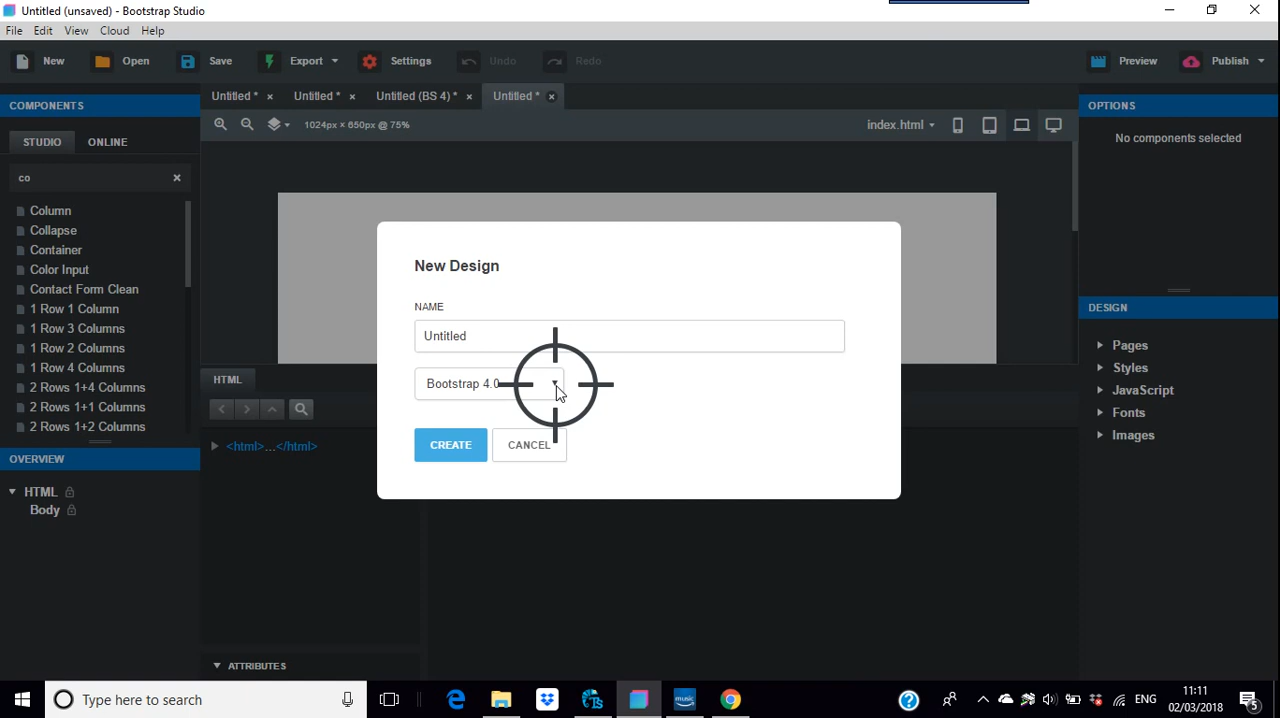 Untitled (unsaved) - Bootstrap Studio
File Edit View Cloud Help
New Open Save Export Settings Undo Redo Preview Publish
COMPONENTS
Untitled * × Untitled * × Untitled (BS 4) * × Untitled * ×
OPTIONS
STUDIO ONLINE
1024px × 650px @ 75%
index.html
No components selected
co
Column
Collapse
Container
Color Input
Contact Form Clean
1 Row 1 Column
1 Row 3 Columns
1 Row 2 Columns
1 Row 4 Columns
2 Rows 1+4 Columns
2 Rows 1+1 Columns
2 Rows 1+2 Columns
New Design
NAME
Untitled
Bootstrap 4.0
CREATE CANCEL
DESIGN
Pages
Styles
JavaScript
Fonts
Images
HTML
<html>...</html>
OVERVIEW
HTML
Body
ATTRIBUTES
Type here to search
music
ENG
11:11
02/03/2018
5